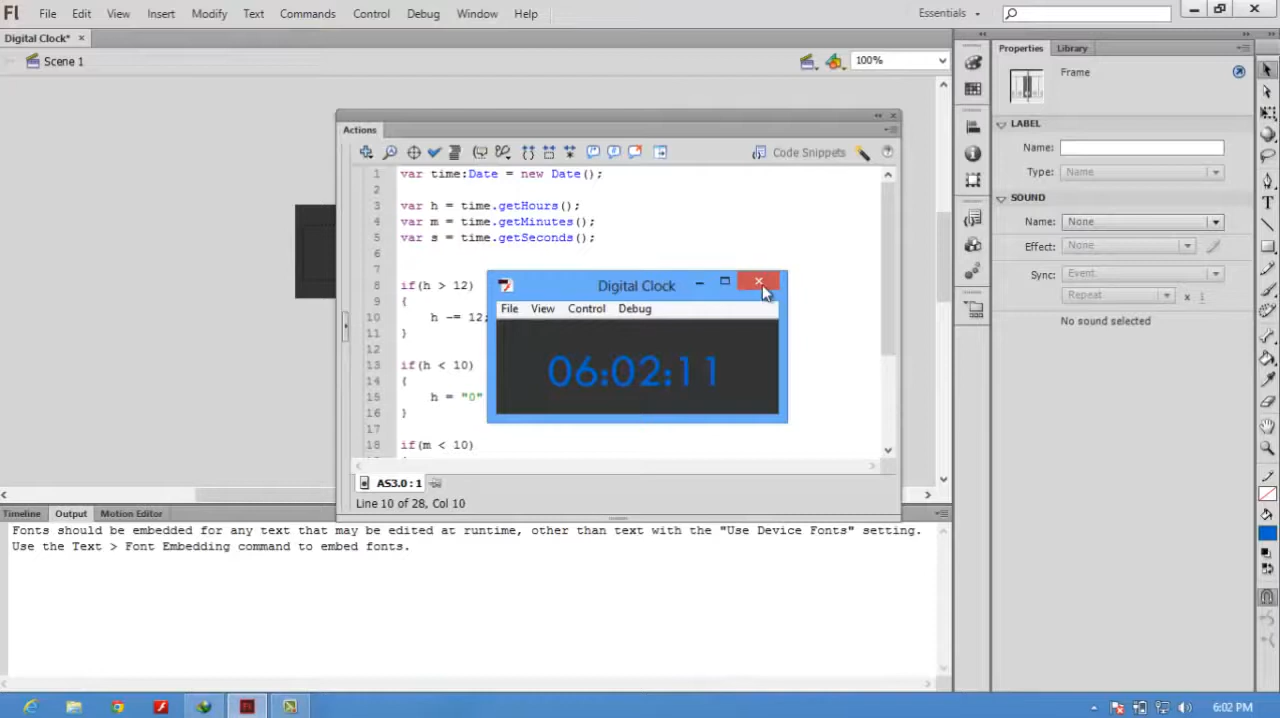 Fl File Edit View Insert Modify Text Commands Control Debug Window Help Essentials
Digital Clock* ×
Scene 1 100%
Properties Library
Frame
LABEL
Name:
Type: Name
SOUND
Name: None
Effect: None
Sync: Event
Repeat x 1
No sound selected
Actions
Code Snippets
1 var time:Date = new Date();
2
3 var h = time.getHours();
4 var m = time.getMinutes();
5 var s = time.getSeconds();
6
7
8 if(h > 12)
9 {
10 h -= 12;
11 }
12
13 if(h < 10)
14 {
15 h = "0"
16 }
17
18 if(m < 10)
AS3.0 : 1
Line 10 of 28, Col 10
Digital Clock
File View Control Debug
06:02:11
Timeline Output Motion Editor
Fonts should be embedded for any text that may be edited at runtime, other than text with the "Use Device Fonts" setting.
Use the Text > Font Embedding command to embed fonts.
6:02 PM